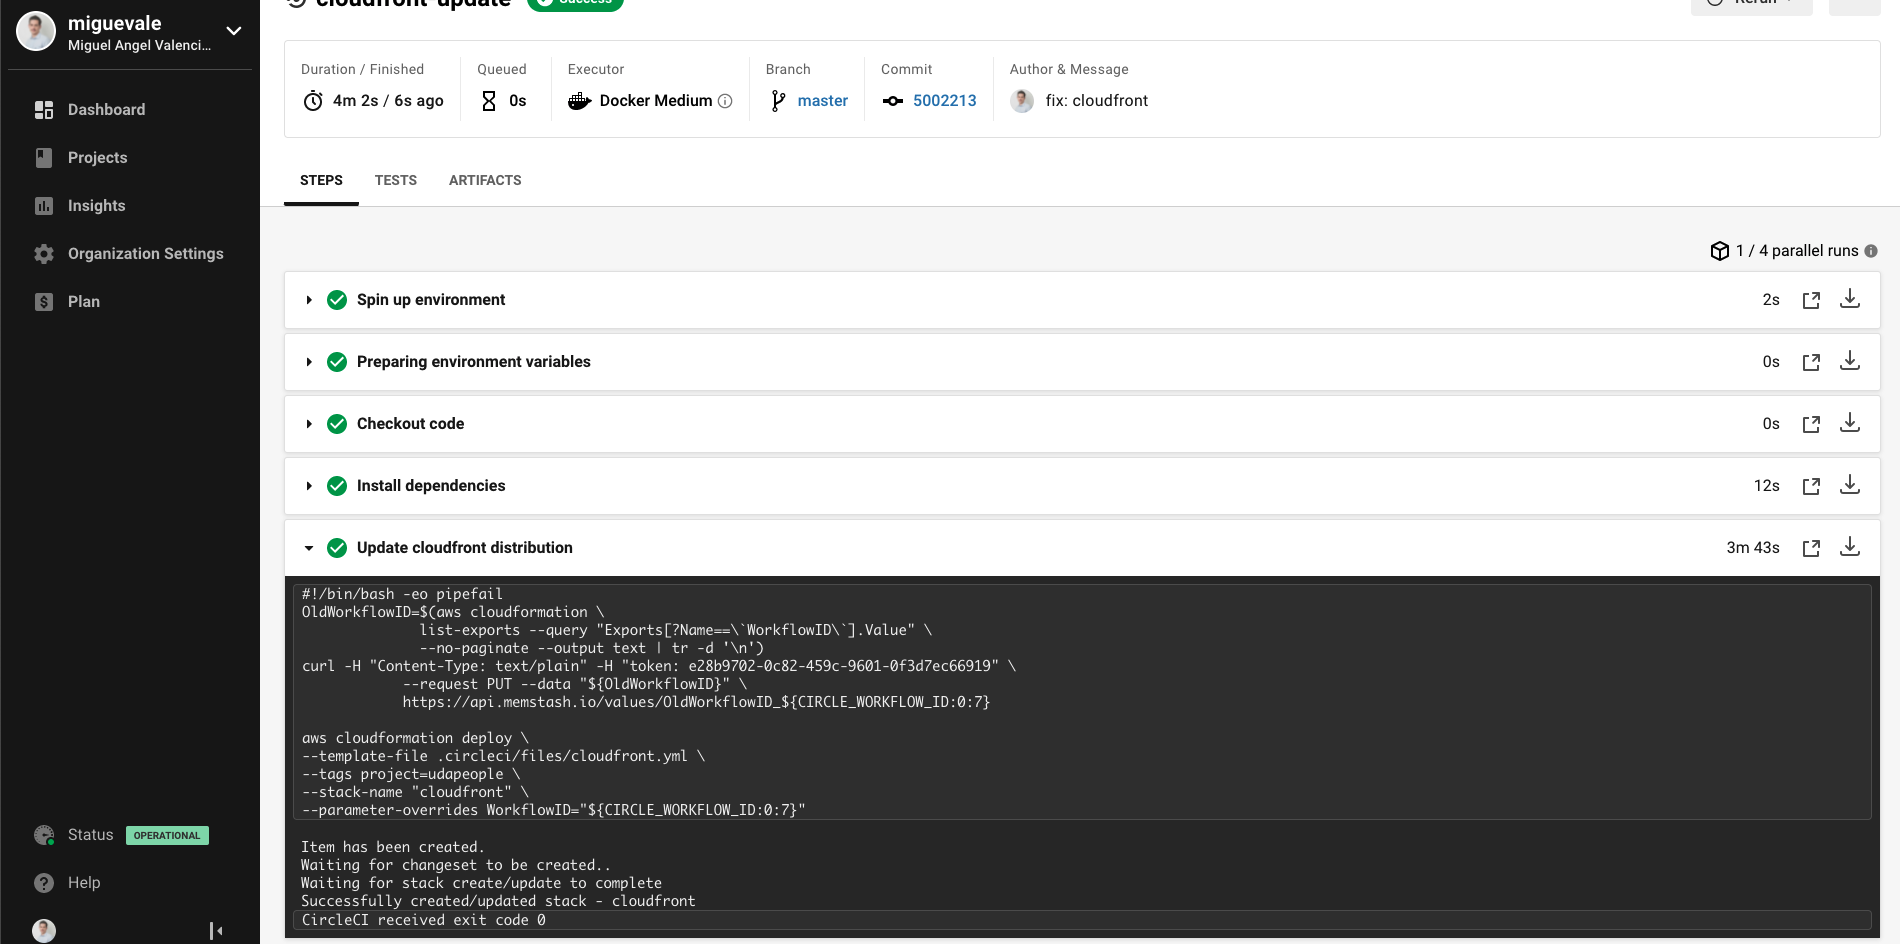 miguevale
Miguel Angel Valenci...
Dashboard
Projects
Insights
Organization Settings
Plan
Status OPERATIONAL
Help
cloudfront-update Success
Rerun
Duration / Finished
4m 2s / 6s ago
Queued
0s
Executor
Docker Medium
Branch
master
Commit
5002213
Author & Message
fix: cloudfront
STEPS TESTS ARTIFACTS
1 / 4 parallel runs
Spin up environment 2s
Preparing environment variables 0s
Checkout code 0s
Install dependencies 12s
Update cloudfront distribution 3m 43s
#!/bin/bash -eo pipefail
OldWorkflowID=$(aws cloudformation \
list-exports --query "Exports[?Name==\`WorkflowID\`].Value" \
--no-paginate --output text | tr -d '\n')
curl -H "Content-Type: text/plain" -H "token: e28b9702-0c82-459c-9601-0f3d7ec66919" \
--request PUT --data "${OldWorkflowID}" \
https://api.memstash.io/values/OldWorkflowID_${CIRCLE_WORKFLOW_ID:0:7}
aws cloudformation deploy \
--template-file .circleci/files/cloudfront.yml \
--tags project=udapeople \
--stack-name "cloudfront" \
--parameter-overrides WorkflowID="${CIRCLE_WORKFLOW_ID:0:7}"
Item has been created.
Waiting for changeset to be created..
Waiting for stack create/update to complete
Successfully created/updated stack - cloudfront
CircleCI received exit code 0